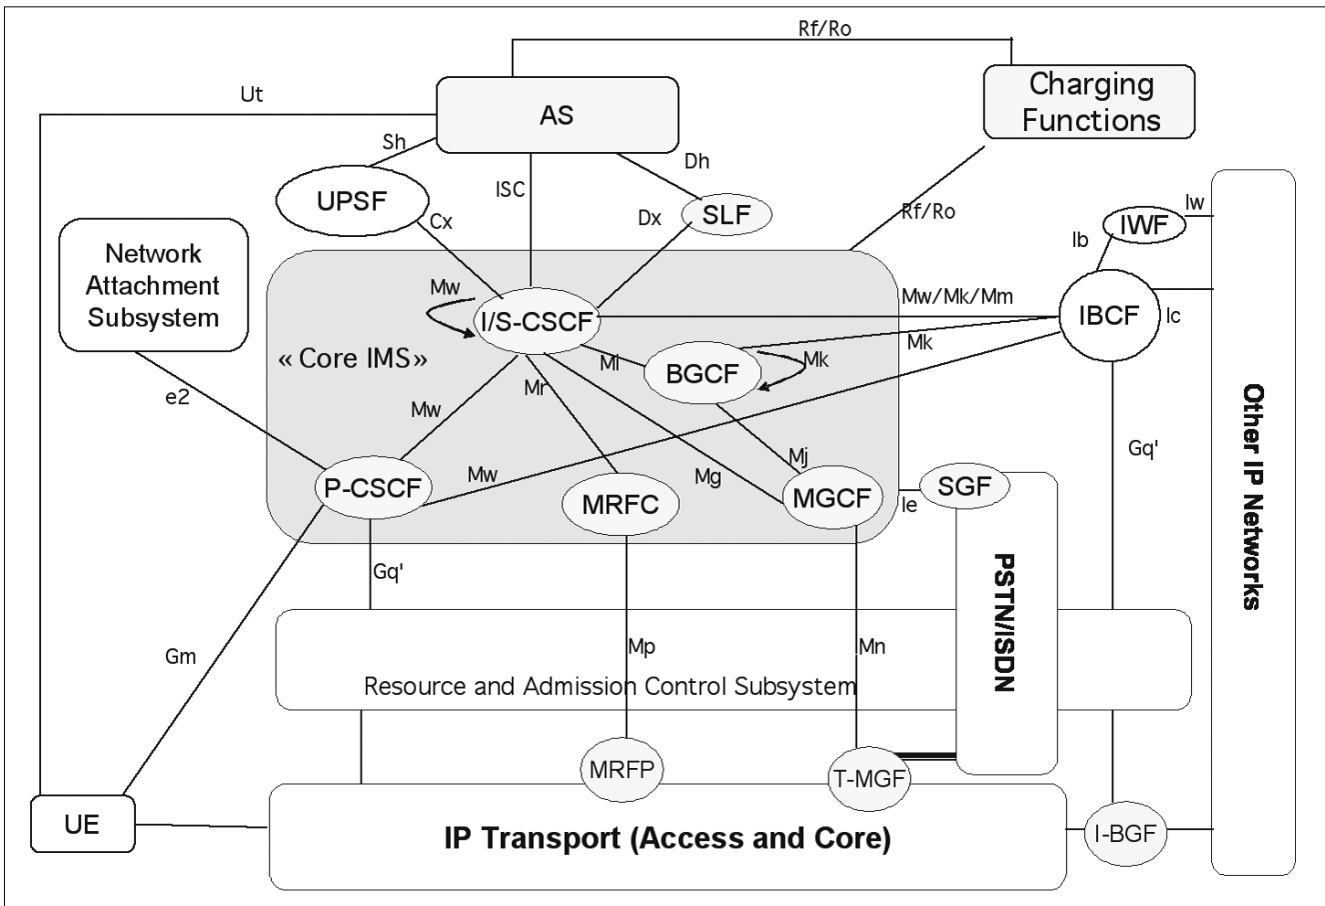 Rf/Ro
Ut
AS
Charging
Functions
Sh
Dh
ISC
UPSF
Cx
Dx
SLF
Rf/Ro
Iw
IWF
Ib
Network
Attachment
Subsystem
Mw
I/S-CSCF
Mw/Mk/Mm
IBCF
Ic
« Core IMS»
Mi
BGCF
Mk
Mk
e2
Mr
Mw
Mw
Mg
Mj
Gq'
Other IP Networks
P-CSCF
MRFC
MGCF
Ie
SGF
Gq'
PSTN/ISDN
Gm
Mp
Mn
Resource and Admission Control Subsystem
MRFP
T-MGF
UE
IP Transport (Access and Core)
I-BGF